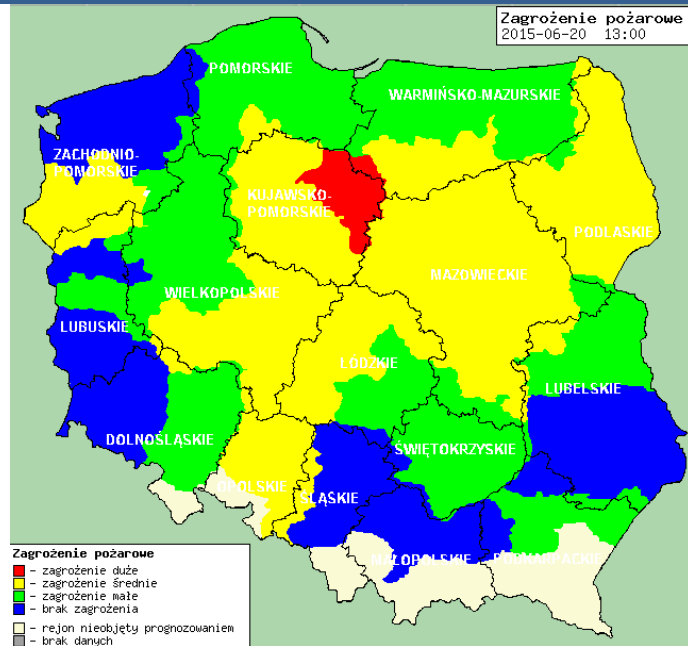 Zagrożenie pożarowe
2015-06-20 13:00
POMORSKIE
WARMIŃSKO-MAZURSKIE
ZACHODNIO-
POMORSKIE
KUJAWSKO-
POMORSKIE
PODLASKIE
MAZOWIECKIE
WIELKOPOLSKIE
LUBUSKIE
ŁÓDZKIE
LUBELSKIE
DOLNOŚLĄSKIE
ŚWIĘTOKRZYSKIE
OPOLSKIE
ŚLĄSKIE
MAŁOPOLSKIE
PODKARPACKIE
Zagrożenie pożarowe
- zagrożenie duże
- zagrożenie średnie
- zagrożenie małe
- brak zagrożenia
- rejon nieobjęty prognozowaniem
- brak danych